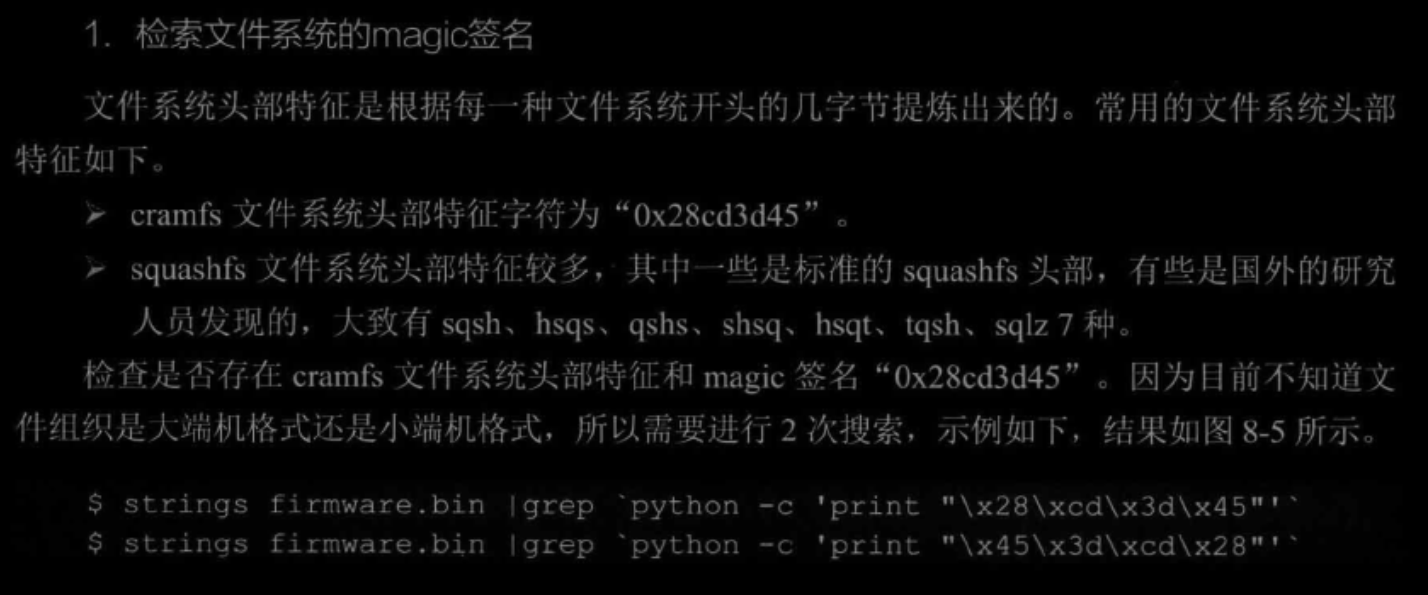 1. 检索文件系统的magic签名
文件系统头部特征是根据每一种文件系统开头的几字节提炼出来的。常用的文件系统头部
特征如下。
➢ cramfs 文件系统头部特征字符为“0x28cd3d45”。
➢ squashfs 文件系统头部特征较多，其中一些是标准的 squashfs 头部，有些是国外的研究
人员发现的，大致有 sqsh、hsqs、qshs、shsq、hsqt、tqsh、sqlz 7 种。
检查是否存在 cramfs 文件系统头部特征和 magic 签名“0x28cd3d45”。因为目前不知道文
件组织是大端机格式还是小端机格式，所以需要进行 2 次搜索，示例如下，结果如图 8-5 所示。
$ strings firmware.bin |grep `python -c 'print "\x28\xcd\x3d\x45"'`
$ strings firmware.bin |grep `python -c 'print "\x45\x3d\xcd\x28"'`